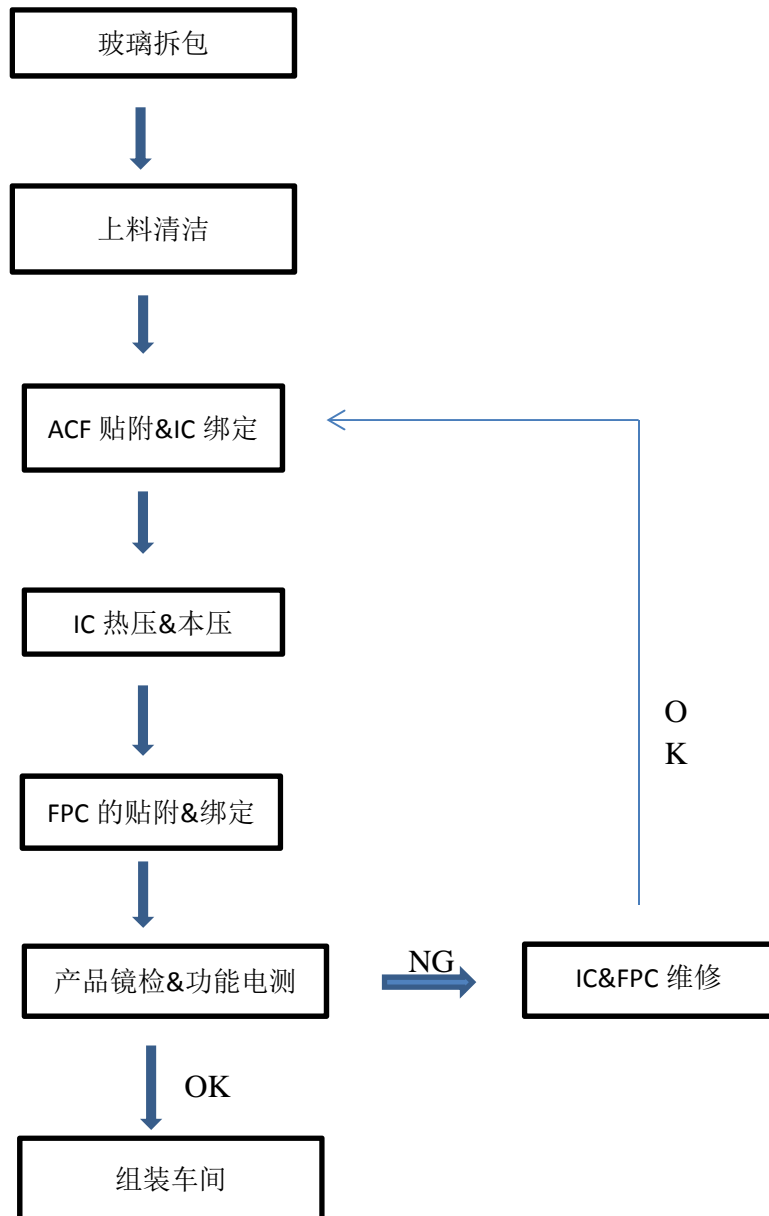 玻璃拆包
上料清洁
ACF 贴附&IC 绑定
IC 热压&本压
O
K
FPC 的贴附&绑定
产品镜检&功能电测
NG
IC&FPC 维修
OK
组装车间